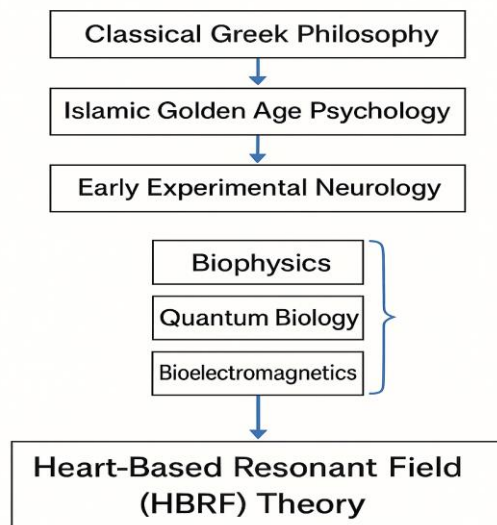 Classical Greek Philosophy
Islamic Golden Age Psychology
Early Experimental Neurology
Biophysics
Quantum Biology
Bioelectromagnetics
Heart-Based Resonant Field
(HBRF) Theory